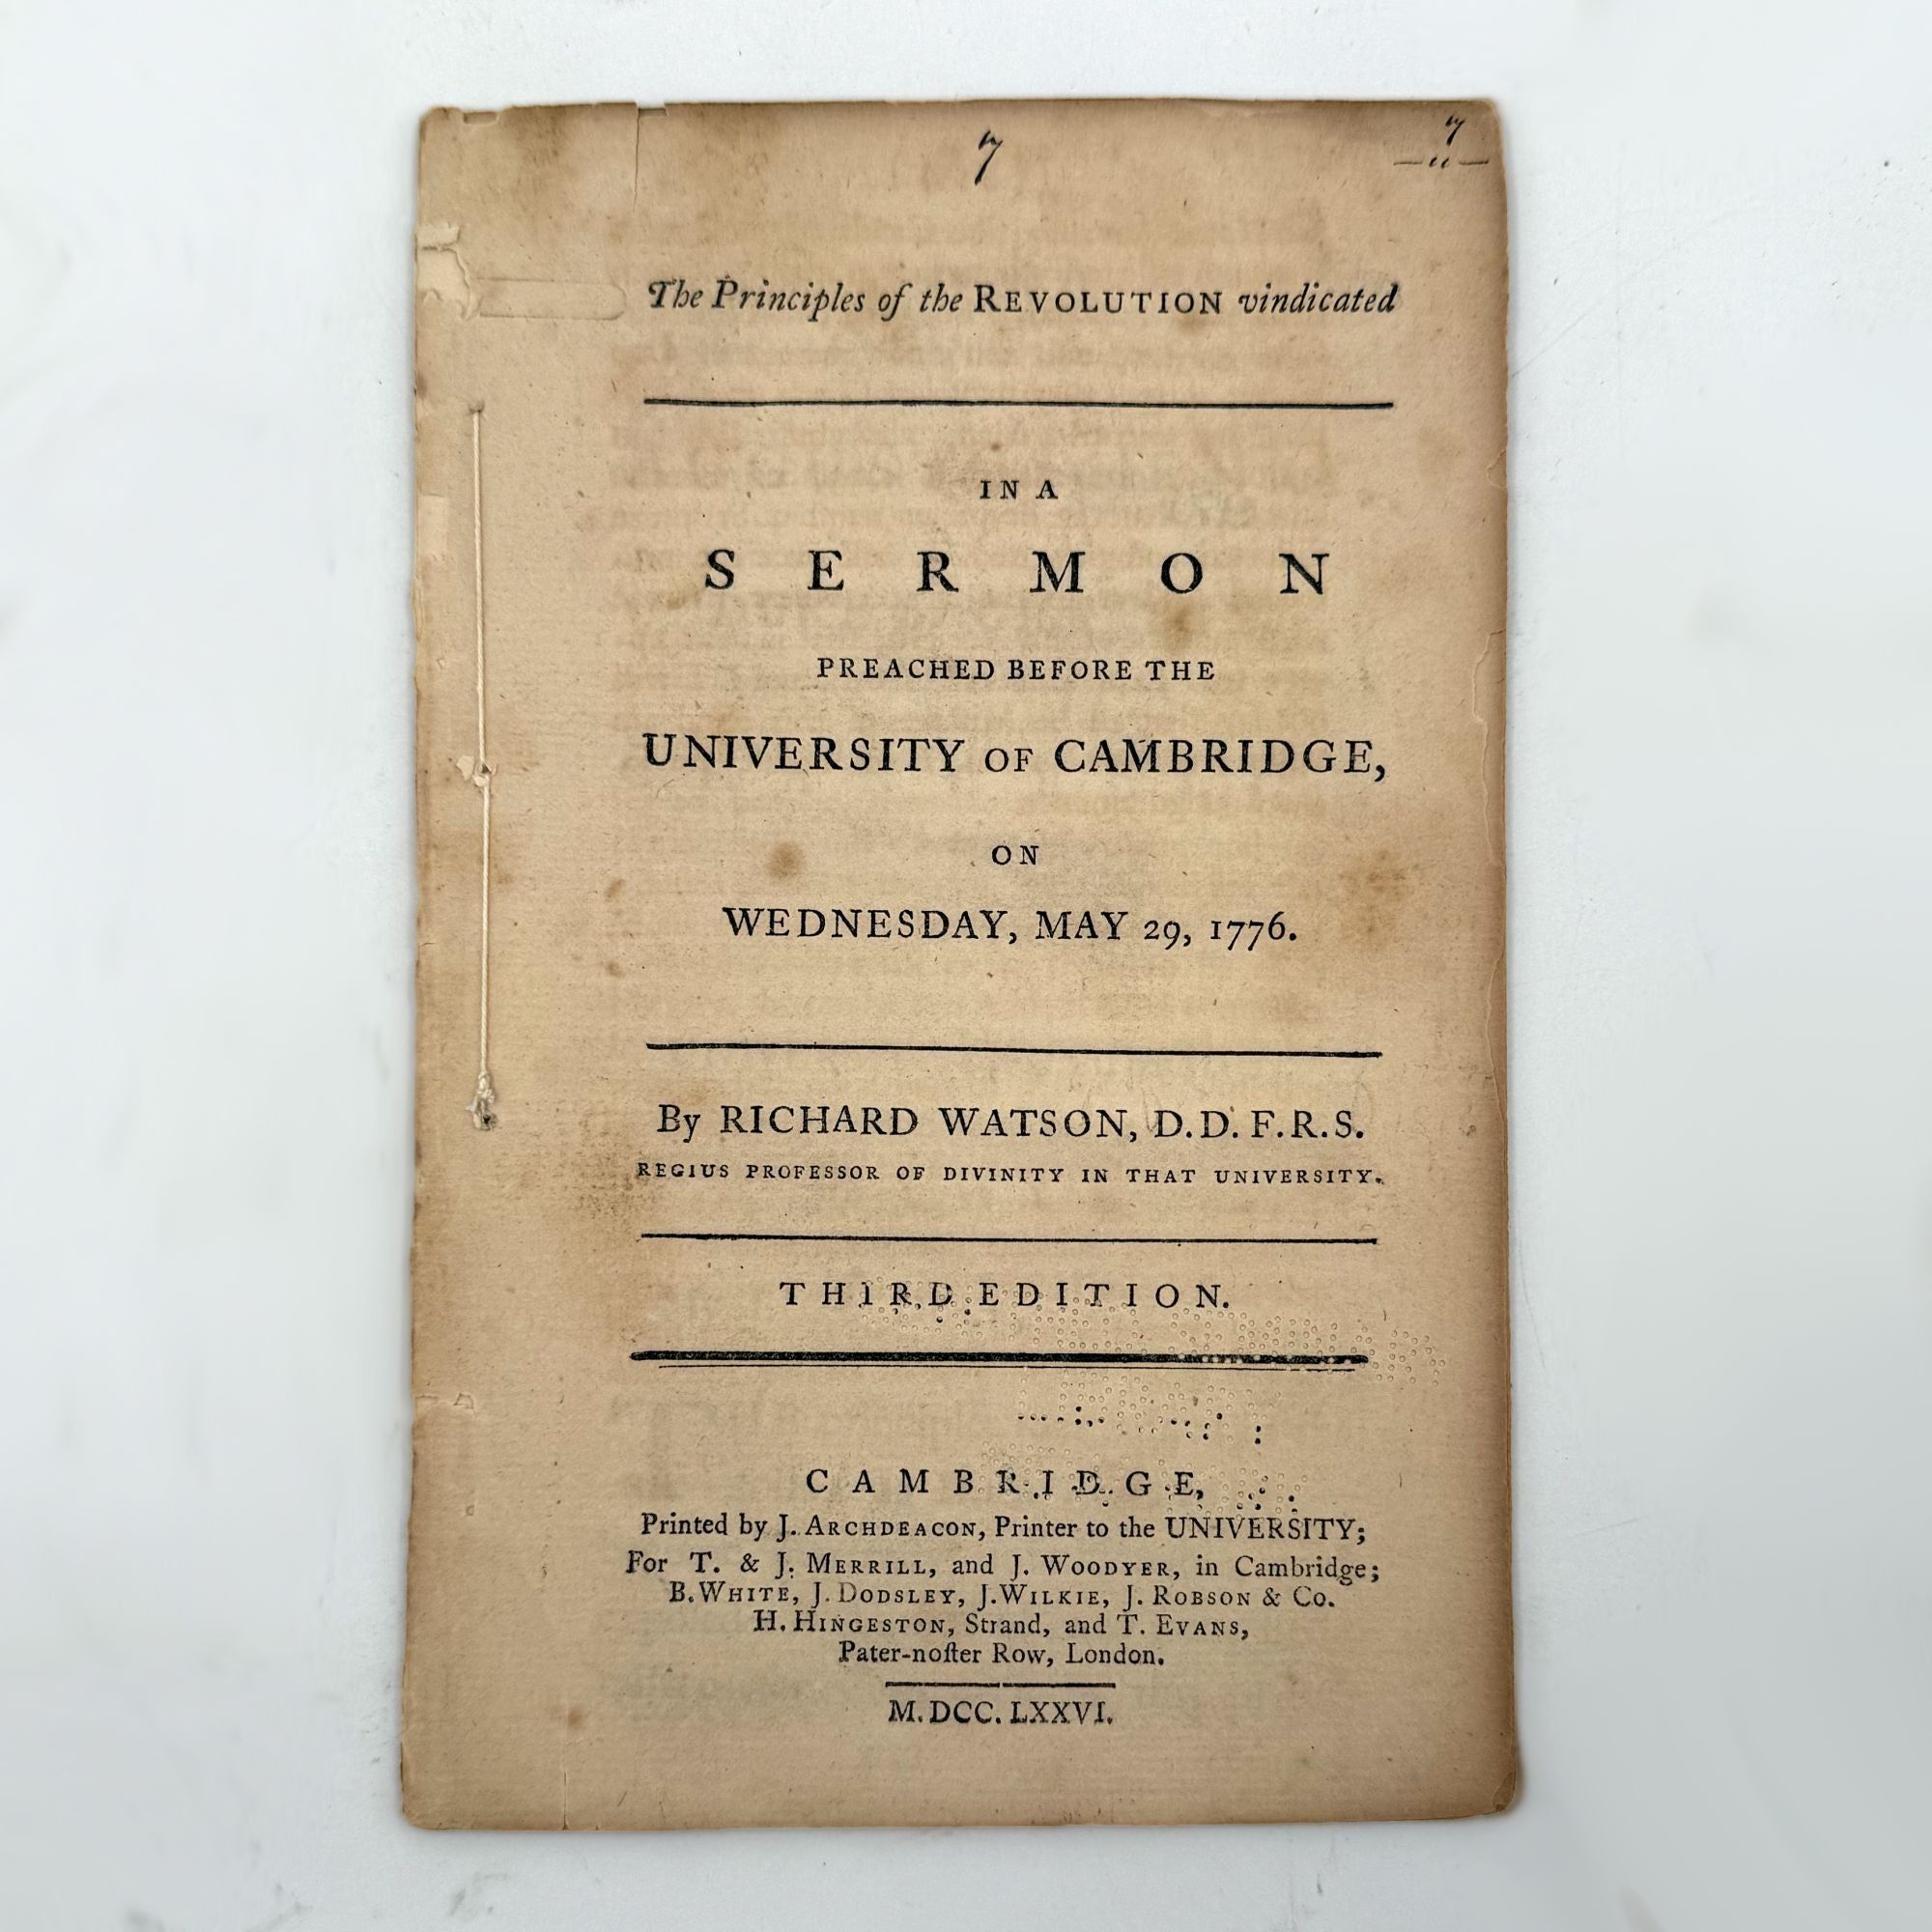 7
7
The Principles of the REVOLUTION vindicated
IN A
SERMON
PREACHED BEFORE THE
UNIVERSITY OF CAMBRIDGE,
ON
WEDNESDAY, MAY 29, 1776.
By RICHARD WATSON, D.D. F.R.S.
REGIUS PROFESSOR OF DIVINITY IN THAT UNIVERSITY.
THIRD EDITION.
CAMBRIDGE,
Printed by J. ARCHDEACON, Printer to the UNIVERSITY;
For T. & J. MERRILL, and J. WOODYER, in Cambridge;
B. WHITE, J. DODSLEY, J. WILKIE, J. ROBSON & Co.
H. HINGESTON, Strand, and T. EVANS,
Pater-noſter Row, London.
M.DCC.LXXVI.